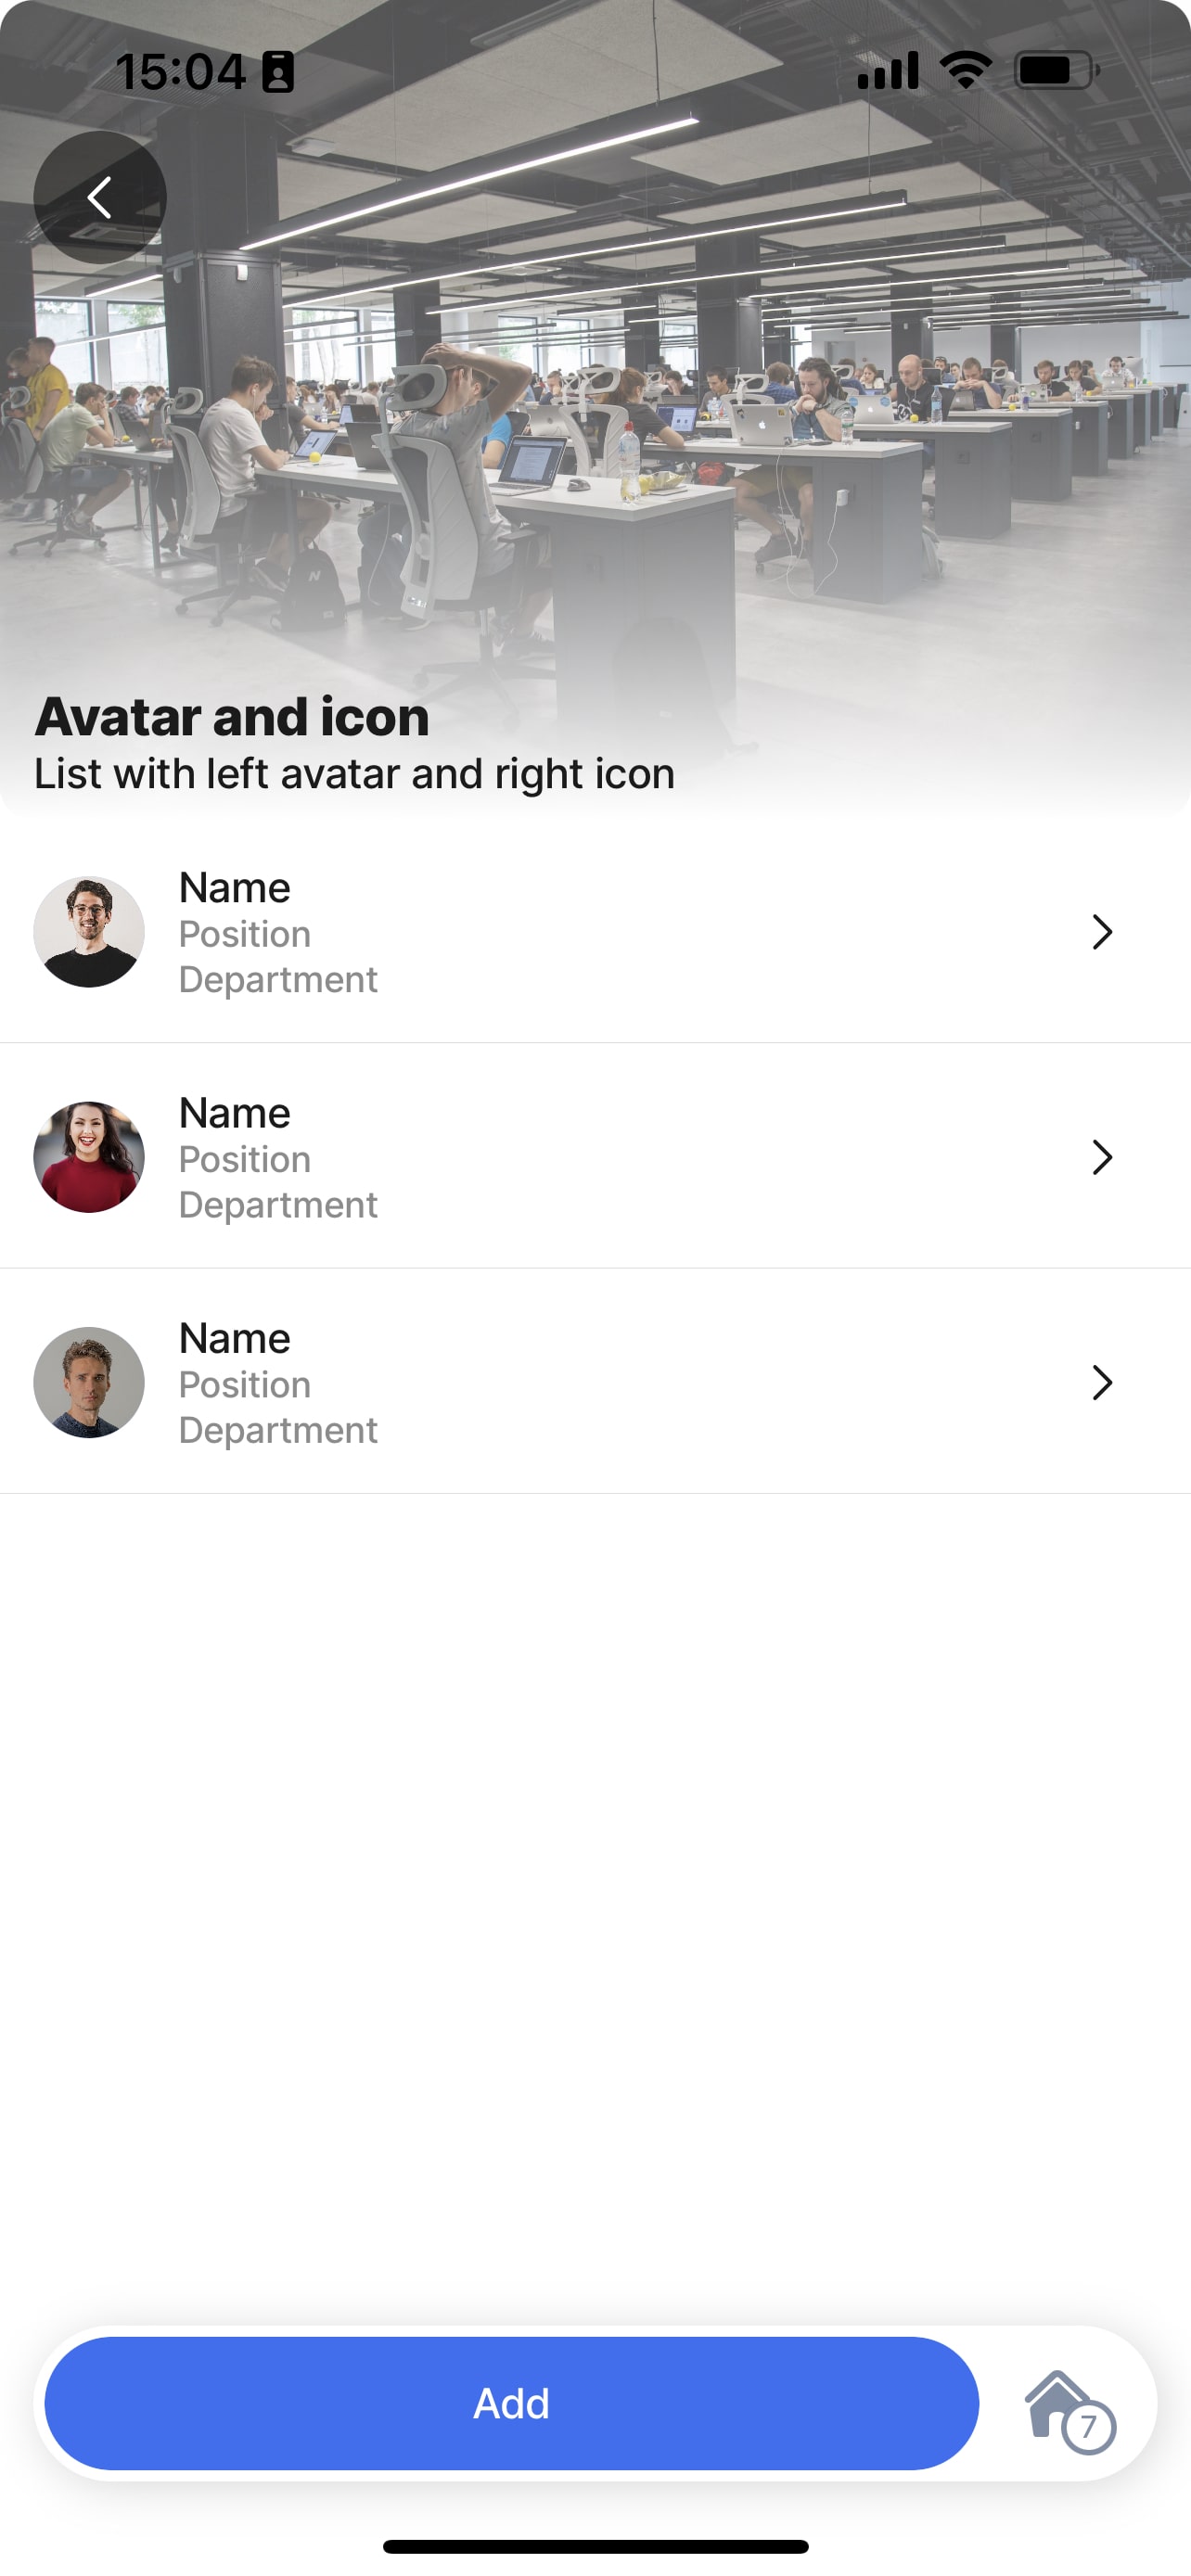 15:04
Avatar and icon
List with left avatar and right icon
Name
Position
Department
Name
Position
Department
Name
Position
Department
Add
7